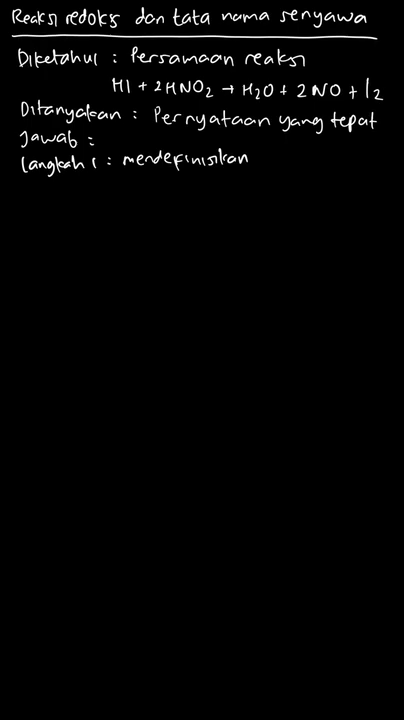 Reaksi redoks dan tata nama senyawa
Diketahui : Persamaan reaksi
HI + 2HNO₂ → H₂O + 2NO + I₂
Ditanyakan : Pernyataan yang tepat
Jawab :
Langkah 1 : mendefinisikan